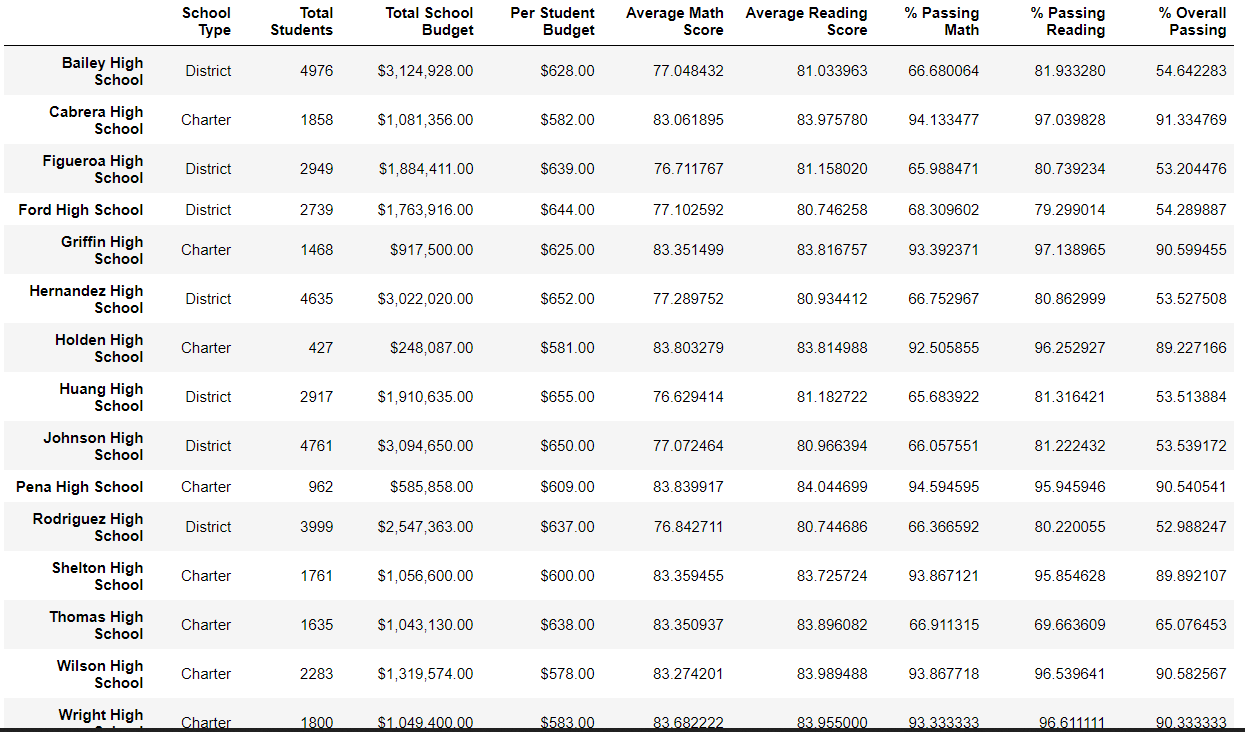 School Type Total Students Total School Budget Per Student Budget Average Math Score Average Reading Score % Passing Math % Passing Reading % Overall Passing
Bailey High School District 4976 $3,124,928.00 $628.00 77.048432 81.033963 66.680064 81.933280 54.642283
Cabrera High School Charter 1858 $1,081,356.00 $582.00 83.061895 83.975780 94.133477 97.039828 91.334769
Figueroa High School District 2949 $1,884,411.00 $639.00 76.711767 81.158020 65.988471 80.739234 53.204476
Ford High School District 2739 $1,763,916.00 $644.00 77.102592 80.746258 68.309602 79.299014 54.289887
Griffin High School Charter 1468 $917,500.00 $625.00 83.351499 83.816757 93.392371 97.138965 90.599455
Hernandez High School District 4635 $3,022,020.00 $652.00 77.289752 80.934412 66.752967 80.862999 53.527508
Holden High School Charter 427 $248,087.00 $581.00 83.803279 83.814988 92.505855 96.252927 89.227166
Huang High School District 2917 $1,910,635.00 $655.00 76.629414 81.182722 65.683922 81.316421 53.513884
Johnson High School District 4761 $3,094,650.00 $650.00 77.072464 80.966394 66.057551 81.222432 53.539172
Pena High School Charter 962 $585,858.00 $609.00 83.839917 84.044699 94.594595 95.945946 90.540541
Rodriguez High School District 3999 $2,547,363.00 $637.00 76.842711 80.744686 66.366592 80.220055 52.988247
Shelton High School Charter 1761 $1,056,600.00 $600.00 83.359455 83.725724 93.867121 95.854628 89.892107
Thomas High School Charter 1635 $1,043,130.00 $638.00 83.350937 83.896082 66.911315 69.663609 65.076453
Wilson High School Charter 2283 $1,319,574.00 $578.00 83.274201 83.989488 93.867718 96.539641 90.582567
Wright High Charter 1800 $1,049,400.00 $583.00 83.682222 83.955000 93.333333 96.611111 90.333333